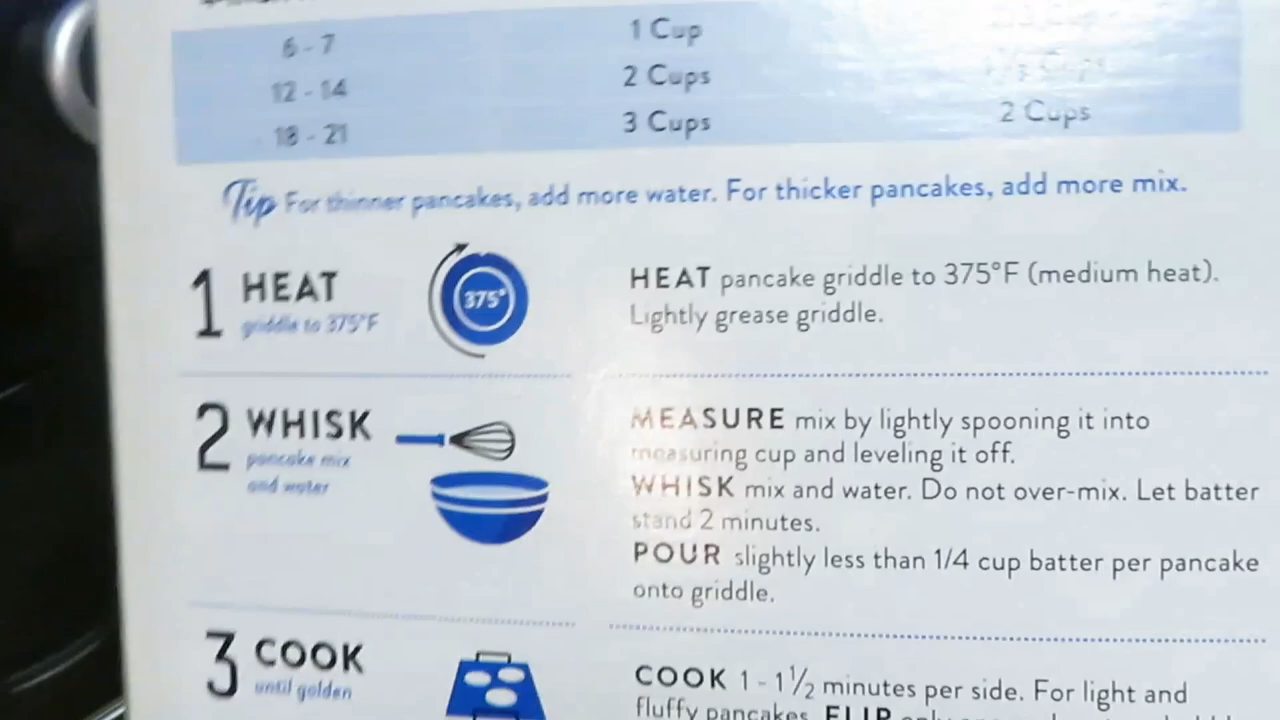 6 - 7 1 Cup
12 - 14 2 Cups
18 - 21 3 Cups 2 Cups
Tip For thinner pancakes, add more water. For thicker pancakes, add more mix.
1 HEAT
griddle to 375°F
375°
HEAT pancake griddle to 375°F (medium heat).
Lightly grease griddle.
2 WHISK
pancake mix
and water
MEASURE mix by lightly spooning it into
measuring cup and leveling it off.
WHISK mix and water. Do not over-mix. Let batter
stand 2 minutes.
POUR slightly less than 1/4 cup batter per pancake
onto griddle.
3 COOK
until golden
COOK 1 - 1½ minutes per side. For light and
fluffy pancakes, FLIP only